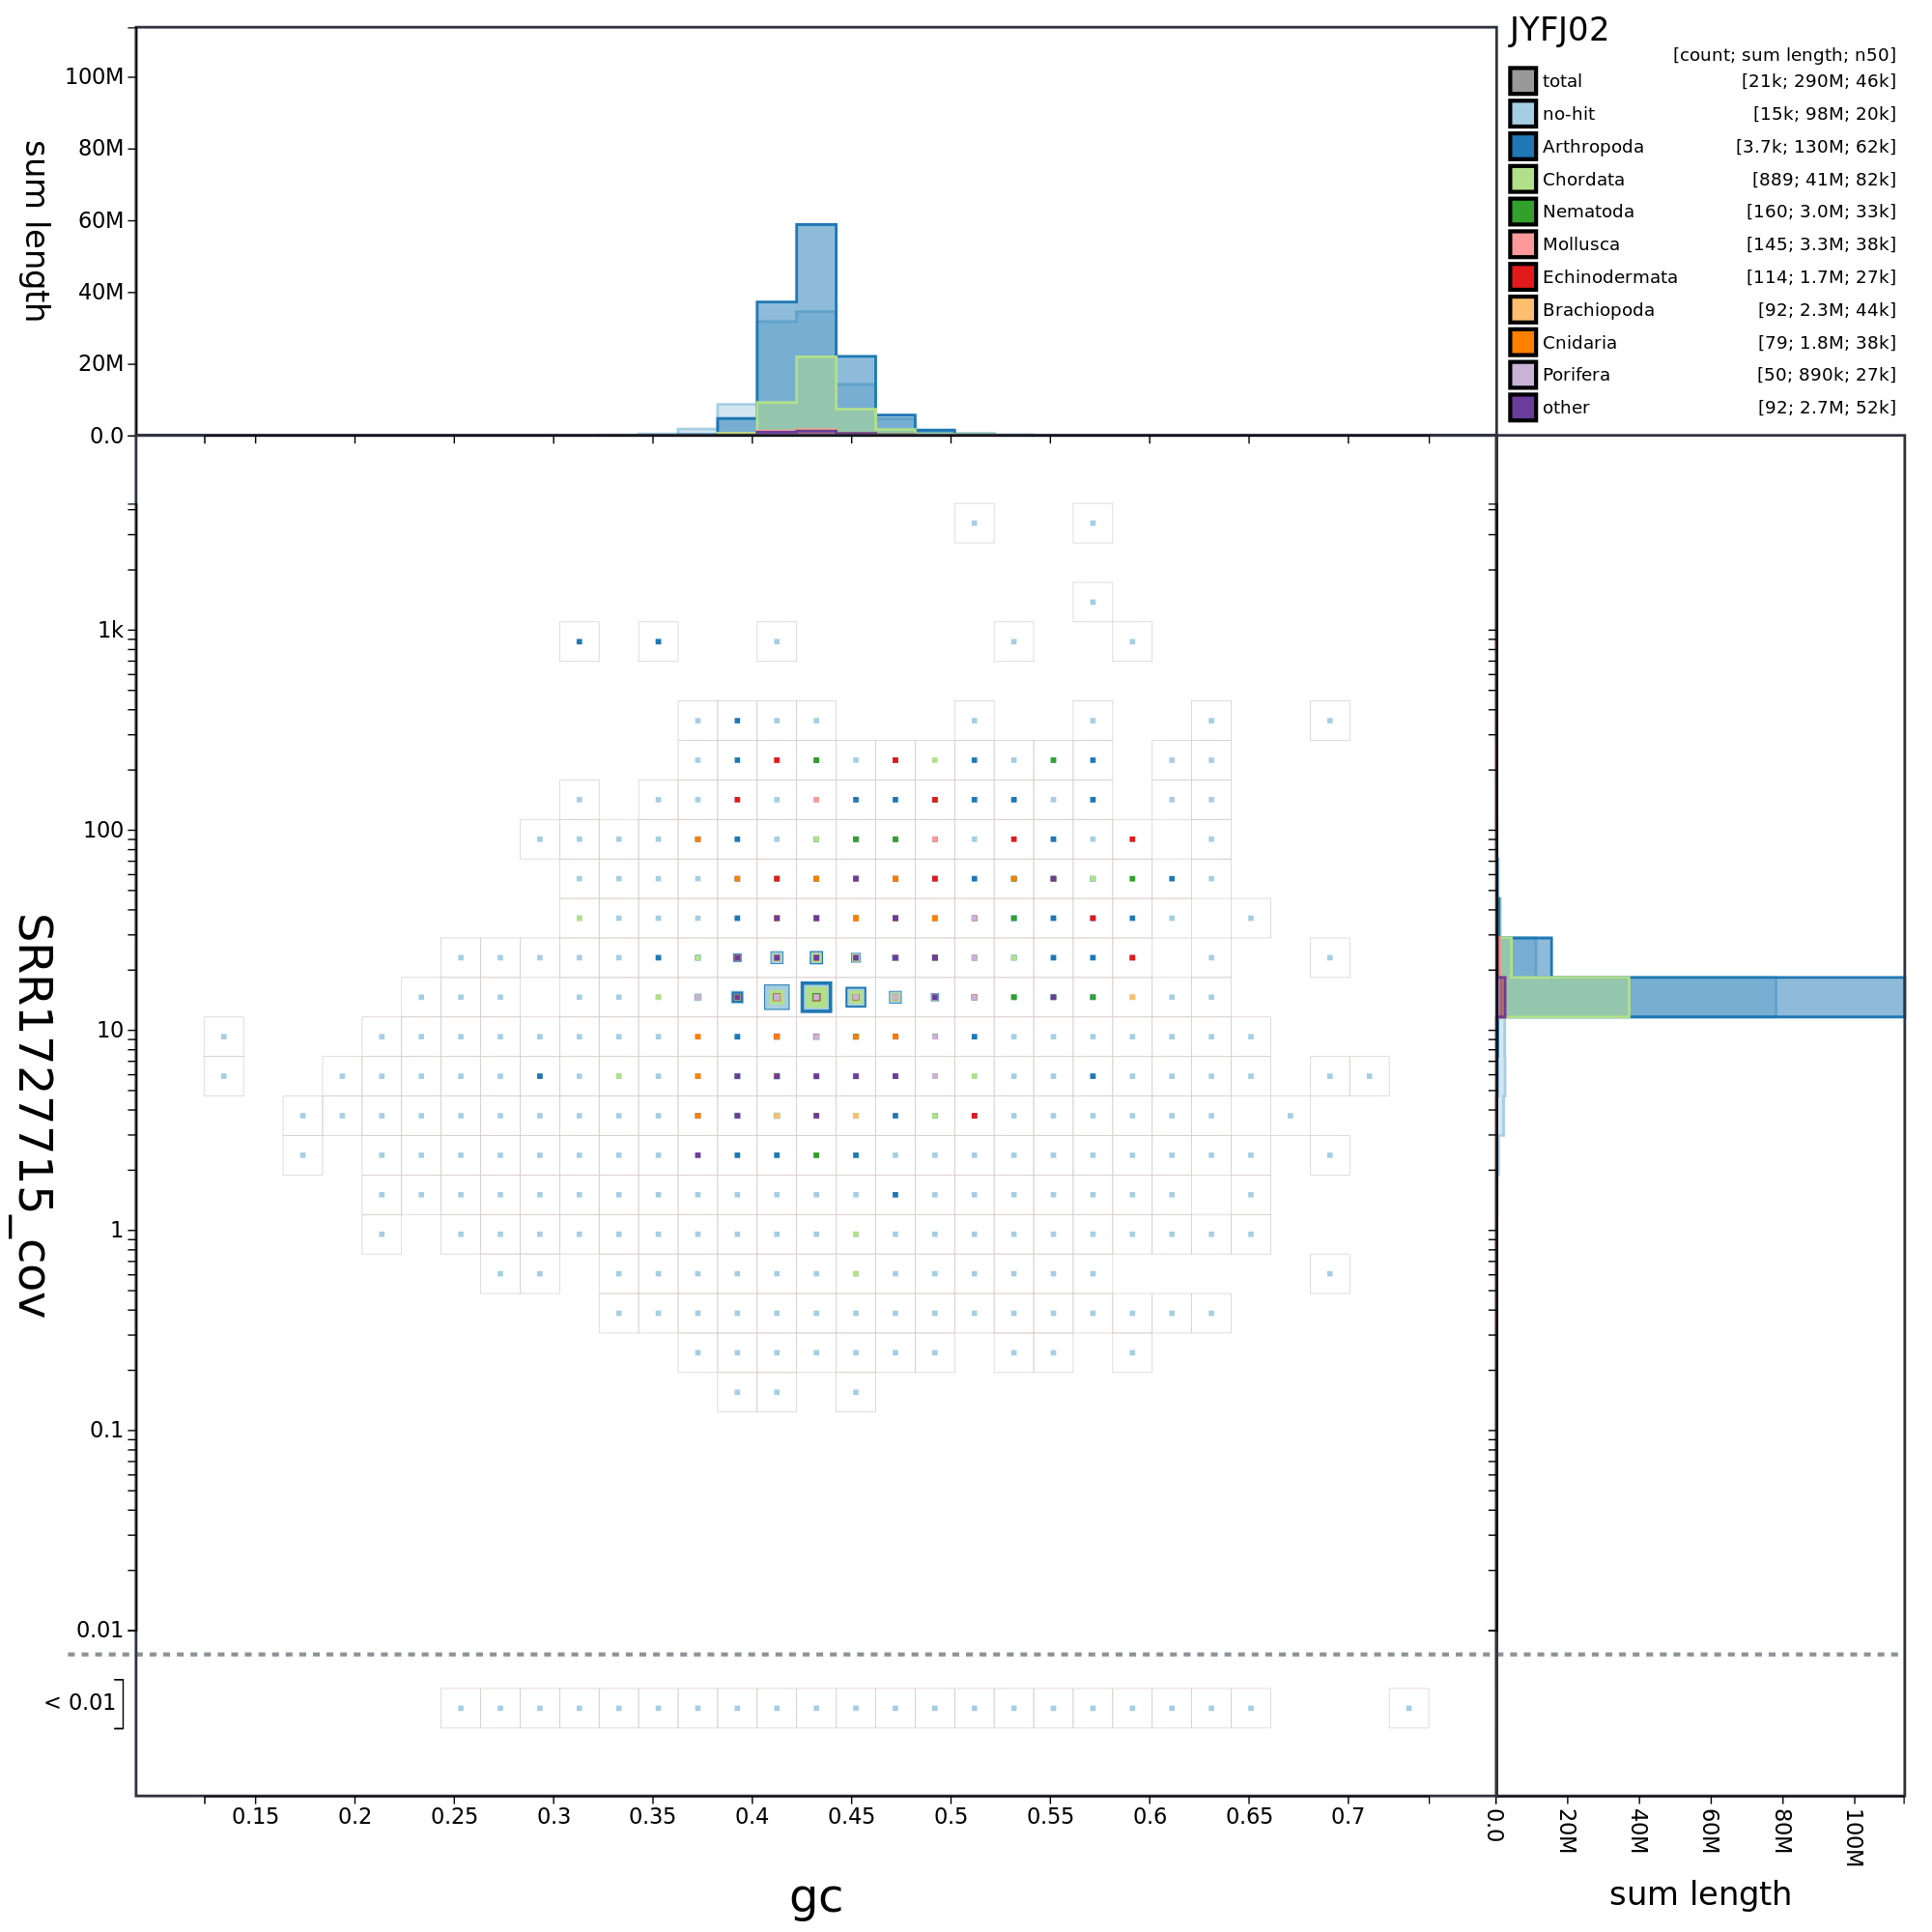 JYFJ02
[count; sum length; n50]
total [21k; 290M; 46k]
no-hit [15k; 98M; 20k]
Arthropoda [3.7k; 130M; 62k]
Chordata [889; 41M; 82k]
Nematoda [160; 3.0M; 33k]
Mollusca [145; 3.3M; 38k]
Echinodermata [114; 1.7M; 27k]
Brachiopoda [92; 2.3M; 44k]
Cnidaria [79; 1.8M; 38k]
Porifera [50; 890k; 27k]
other [92; 2.7M; 52k]
sum length
100M
80M
60M
40M
20M
0.0
SRR1727715_cov
1k
100
10
1
0.1
0.01
< 0.01
0.15 0.2 0.25 0.3 0.35 0.4 0.45 0.5 0.55 0.6 0.65 0.7
gc
0.0 20M 40M 60M 80M 100M
sum length